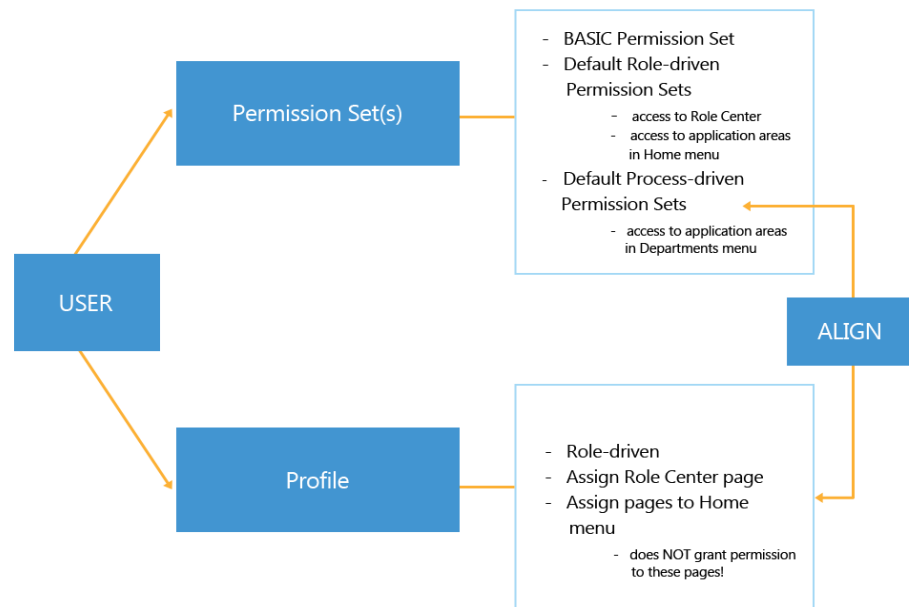 - BASIC Permission Set
- Default Role-driven
Permission Sets
- access to Role Center
- access to application areas
in Home menu
- Default Process-driven
Permission Sets
- access to application areas
in Departments menu
Permission Set(s)
USER
ALIGN
Profile
- Role-driven
- Assign Role Center page
- Assign pages to Home
menu
- does NOT grant permission
to these pages!